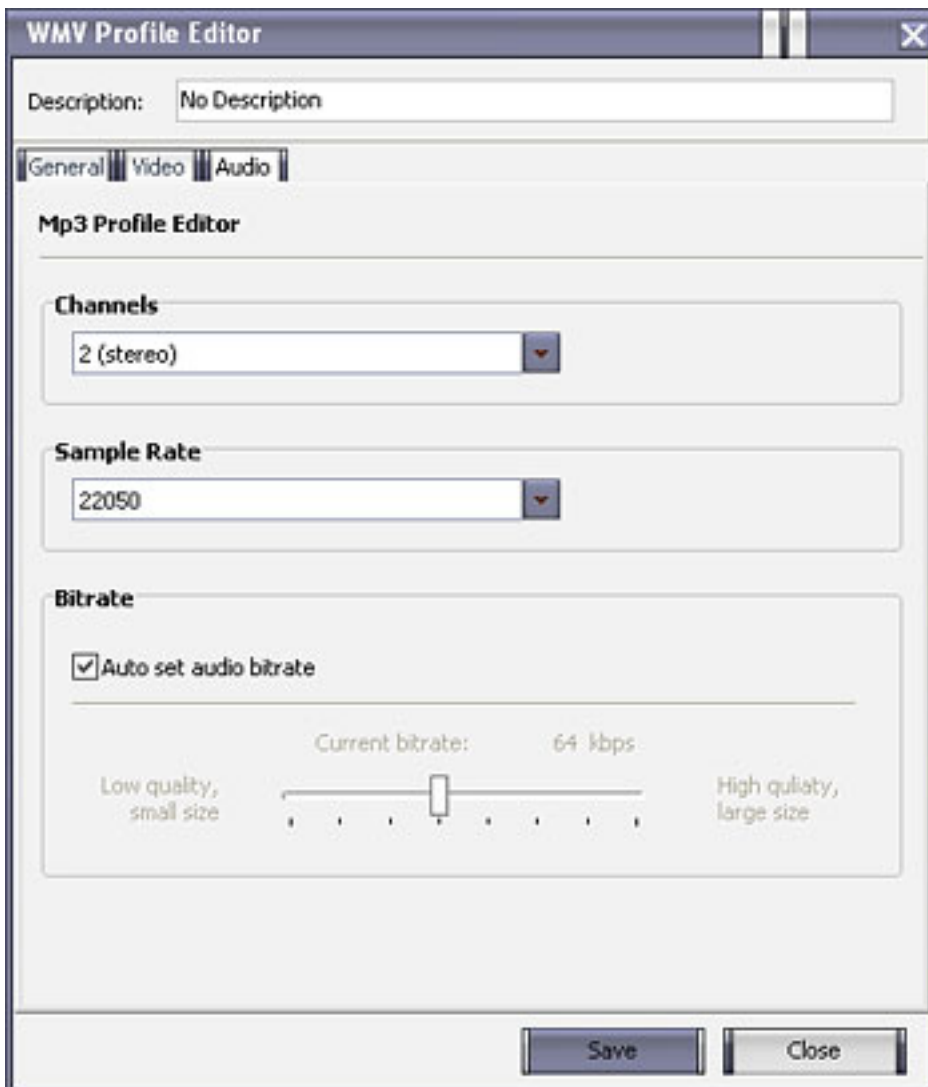 WMV Profile Editor
Description: No Description
General Video Audio
Mp3 Profile Editor
Channels
2 (stereo)
Sample Rate
22050
Bitrate
Auto set audio bitrate
Current bitrate: 64 kbps
Low quality,
small size
High quliaty,
large size
Save Close